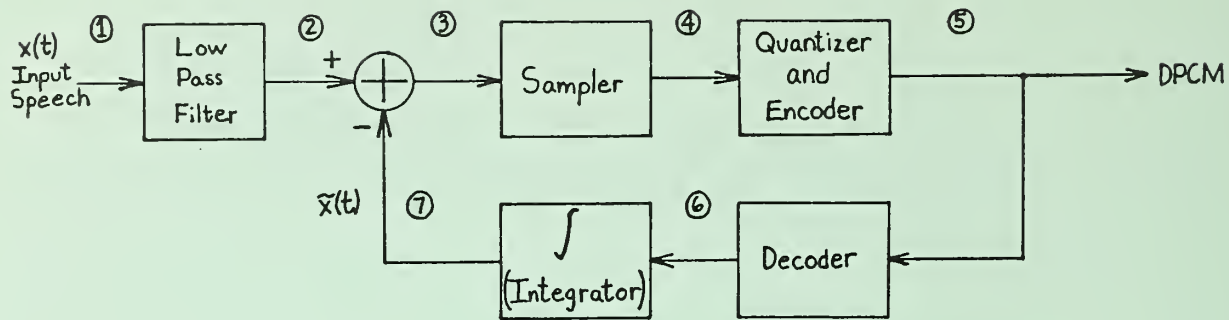 ①
②
③
④
⑤
x(t)
Input
Speech
Low
Pass
Filter
+
-
Sampler
Quantizer
and
Encoder
DPCM
x̃(t)
⑦
∫
(Integrator)
⑥
Decoder